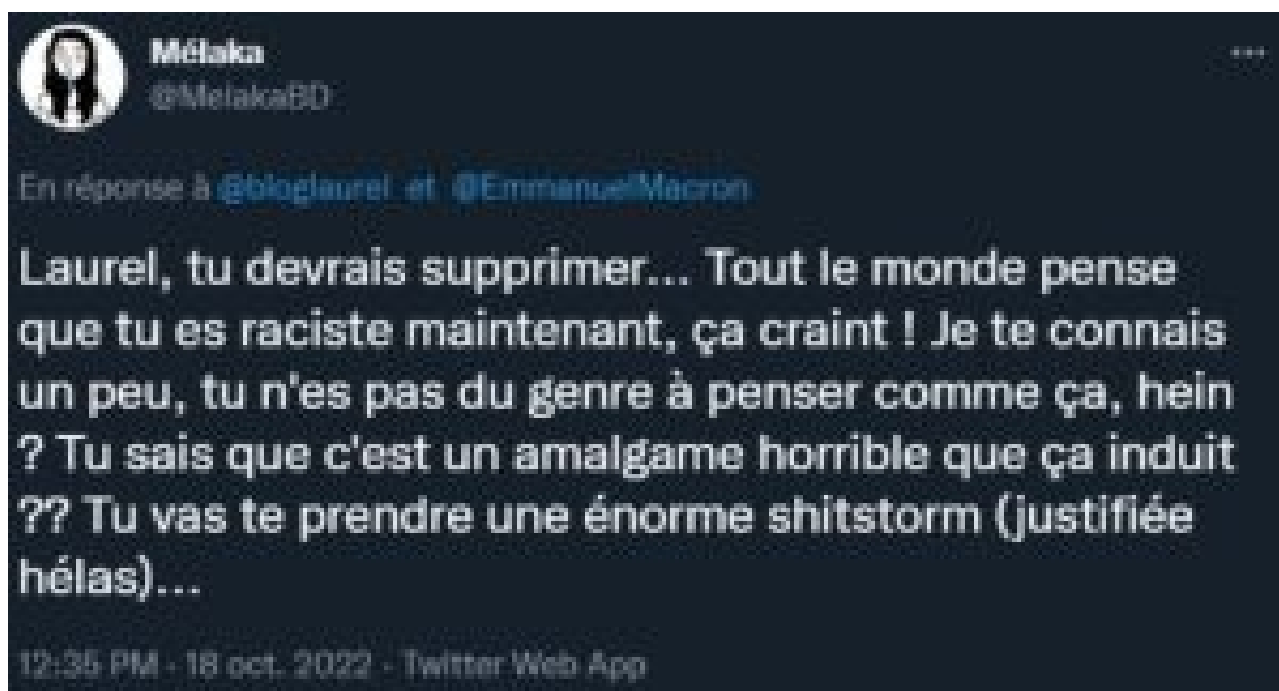 Mélaka
@MelakaBD
En réponse à @bloglaurel et @EmmanuelMacron
Laurel, tu devrais supprimer... Tout le monde pense
que tu es raciste maintenant, ça craint ! Je te connais
un peu, tu n'es pas du genre à penser comme ça, hein
? Tu sais que c'est un amalgame horrible que ça induit
?? Tu vas te prendre une énorme shitstorm (justifiée
hélas)...
12:35 PM · 18 oct. 2022 · Twitter Web App